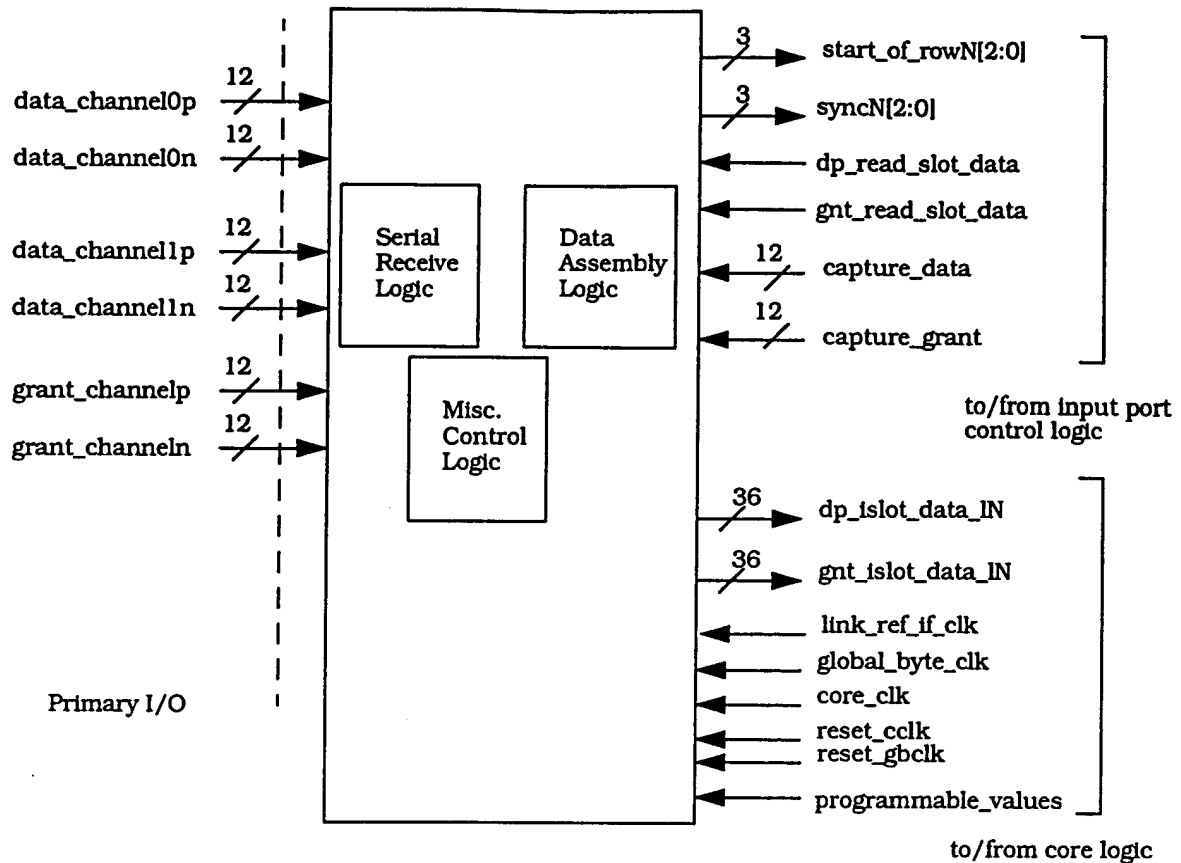 12
data_channel0p
12
data_channel0n
12
data_channel1p
12
data_channel1n
12
grant_channelp
12
grant_channeln
Primary I/O
Serial
Receive
Logic
Data
Assembly
Logic
Misc.
Control
Logic
3
start_of_rowN[2:0]
3
syncN[2:0]
dp_read_slot_data
gnt_read_slot_data
12
capture_data
12
capture_grant
to/from input port
control logic
36
dp_islot_data_lN
36
gnt_islot_data_lN
link_ref_if_clk
global_byte_clk
core_clk
reset_cclk
reset_gbclk
programmable_values
to/from core logic